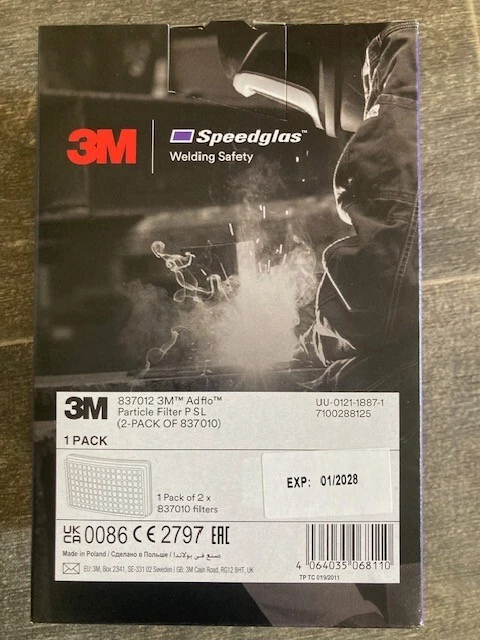 3M
Speedglas™
Welding Safety
3M
837012 3M™ Adflo™
Particle Filter P S L
(2-PACK OF 837010)
UU-0121-1887-1
7100288125
1 PACK
1 Pack of 2 x
837010 filters
EXP: 01/2028
UK CA 0086 CE 2797 EAC
Made in Poland / Сделано в Польше / صنع في بولاندا
EU: 3M, Box 2341, SE-331 02 Sweden | GB: 3M Cain Road, RG12 8HT, UK
4 064035 068110
TP TC 019/2011